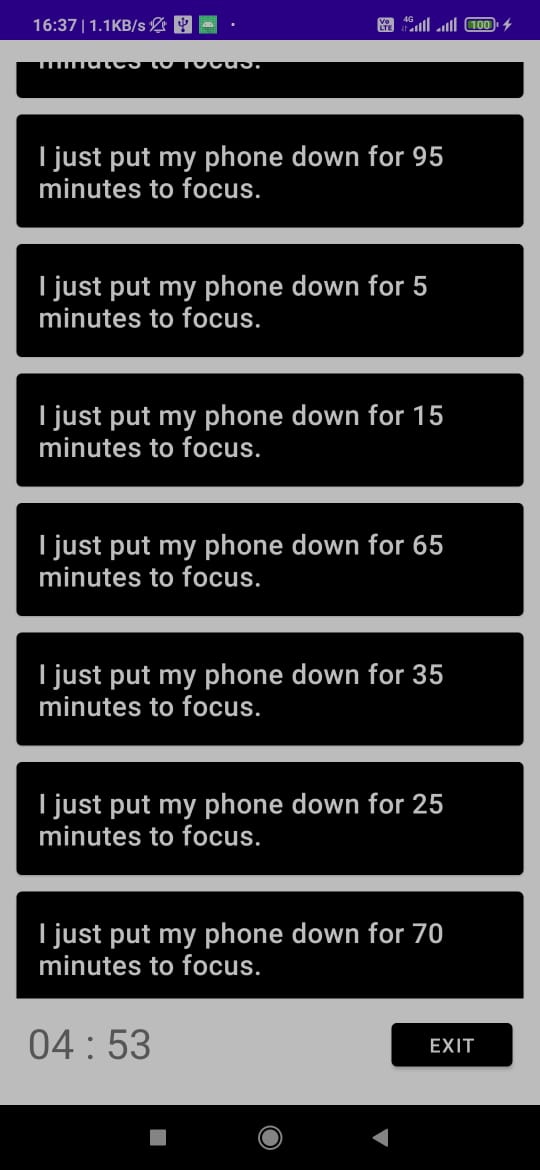 16:37 | 1.1KB/s
VO LTE 4G 100
minutes to focus.
I just put my phone down for 95
minutes to focus.
I just put my phone down for 5
minutes to focus.
I just put my phone down for 15
minutes to focus.
I just put my phone down for 65
minutes to focus.
I just put my phone down for 35
minutes to focus.
I just put my phone down for 25
minutes to focus.
I just put my phone down for 70
minutes to focus.
04 : 53
EXIT